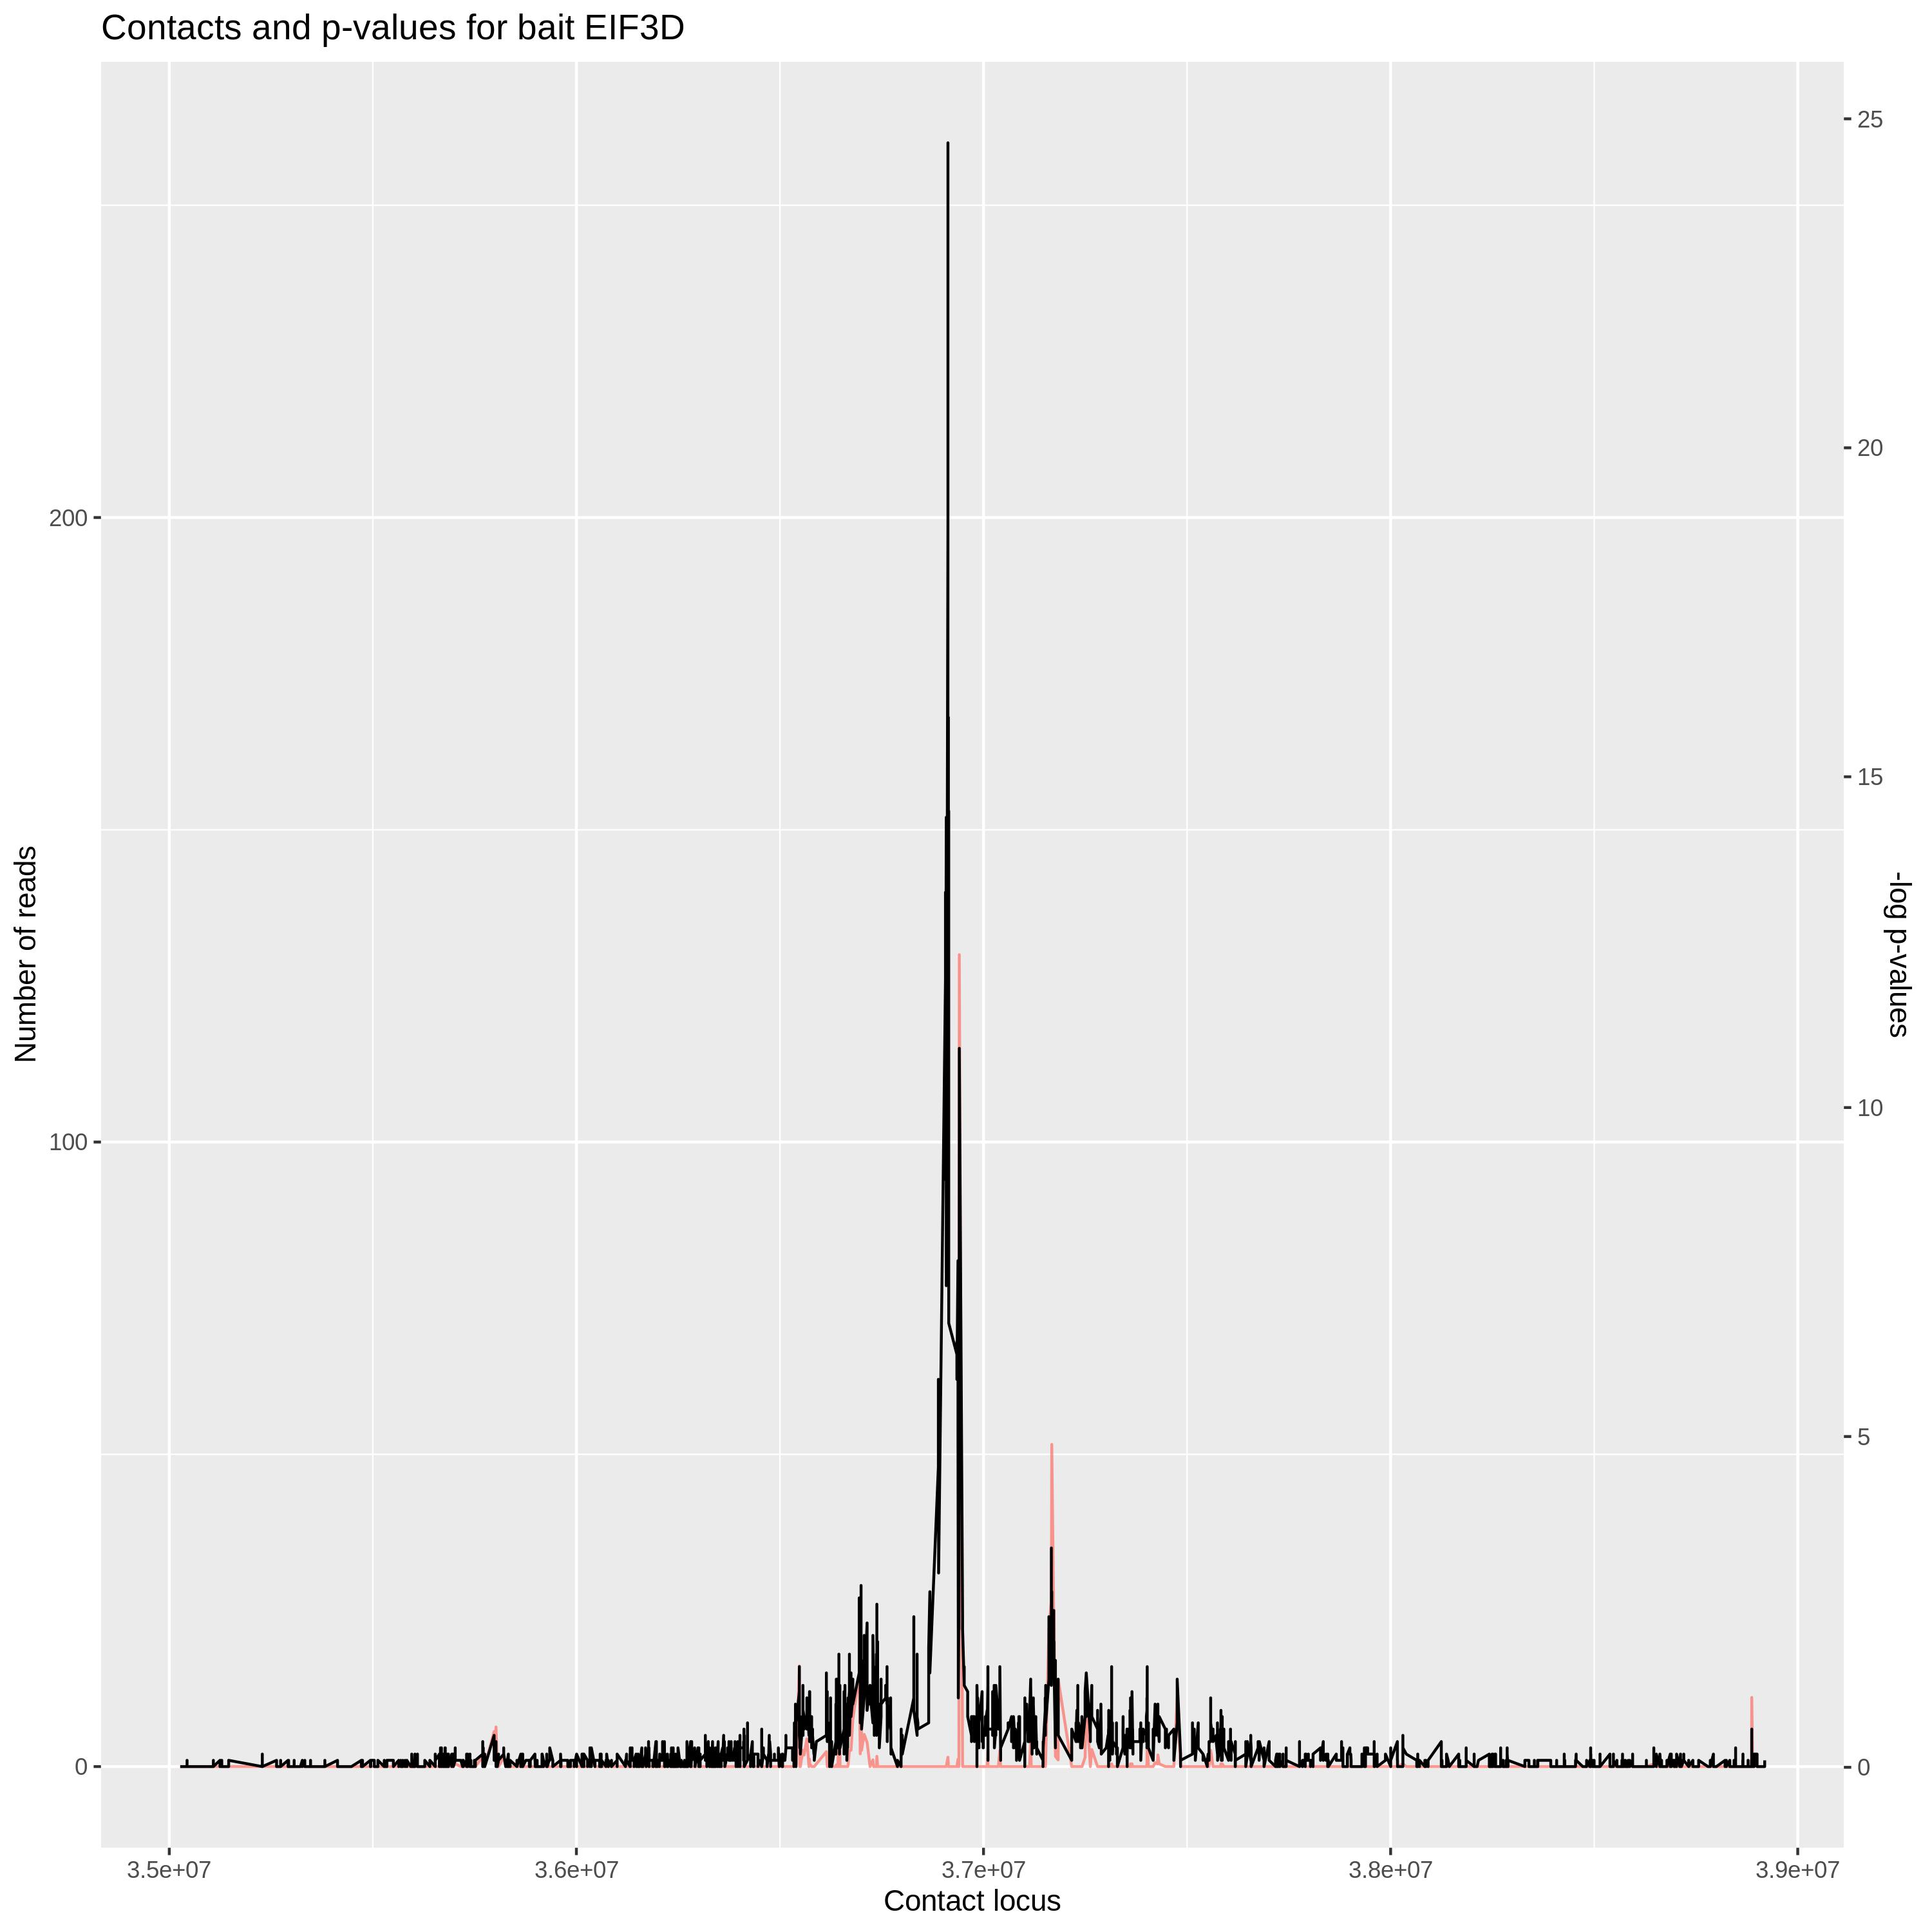 Contacts and p-values for bait EIF3D
25
20
200
15
Number of reads
-log p-values
10
100
5
0
0
3.5e+07
3.6e+07
3.7e+07
3.8e+07
3.9e+07
Contact locus